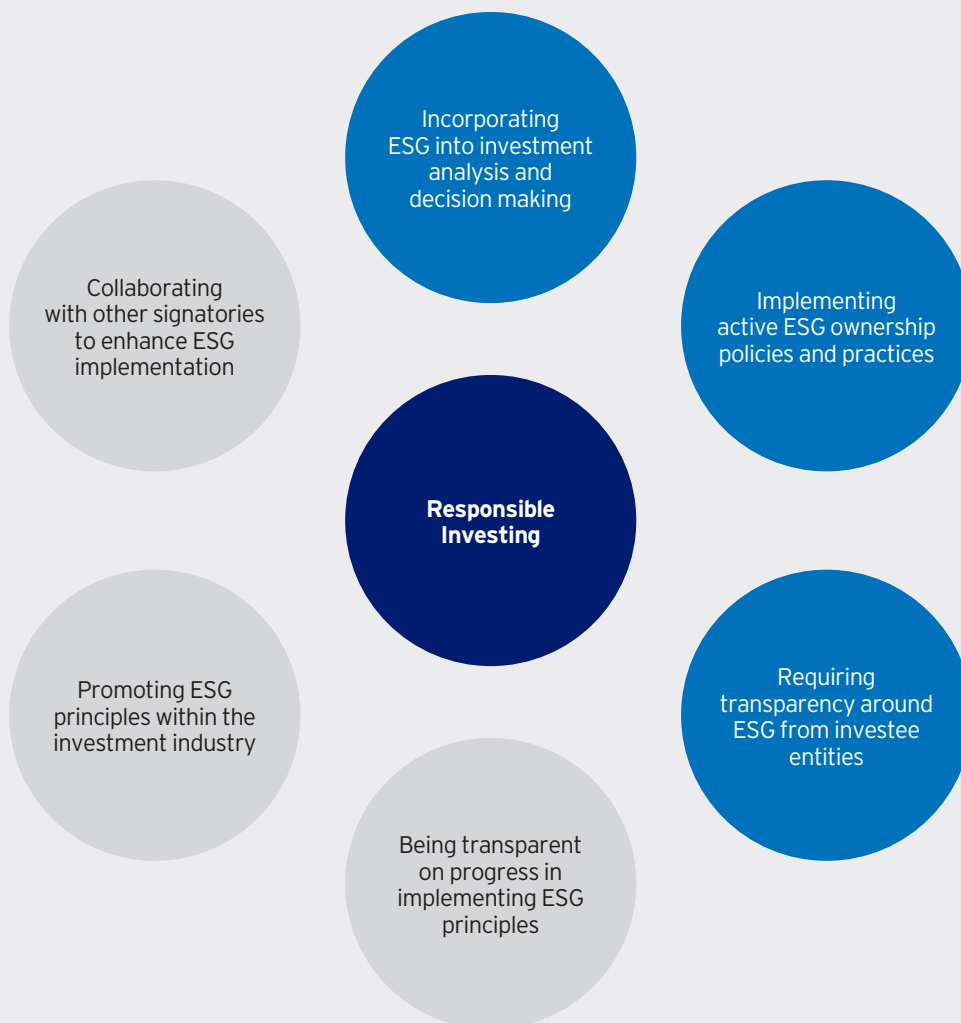 Incorporating
ESG into investment
analysis and
decision making
Collaborating
with other signatories
to enhance ESG
implementation
Implementing
active ESG ownership
policies and practices
Responsible
Investing
Promoting ESG
principles within the
investment industry
Requiring
transparency around
ESG from investee
entities
Being transparent
on progress in
implementing ESG
principles